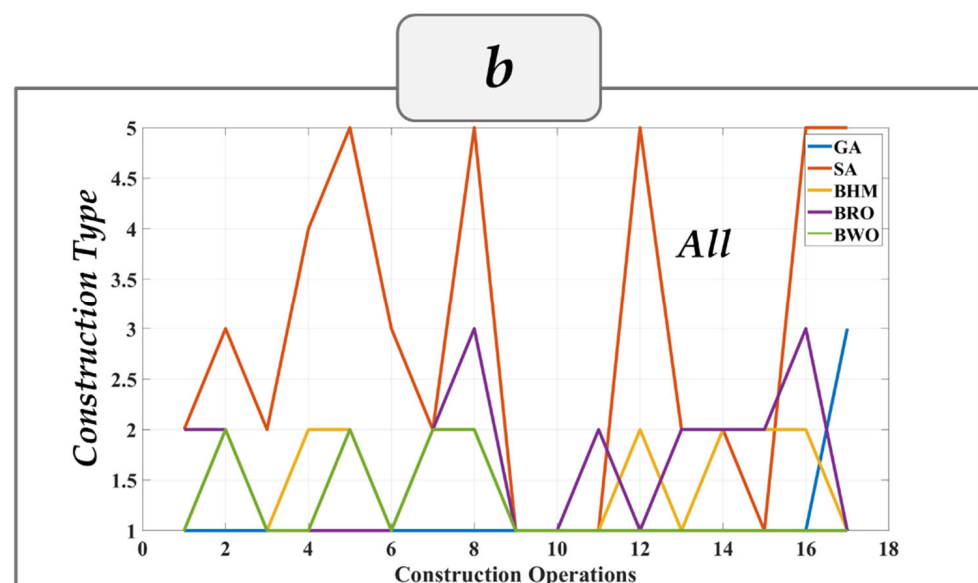 b
5
4.5
4
3.5
3
2.5
2
1.5
1
Construction Type
GA
SA
BHM
BRO
BWO
All
0 2 4 6 8 10 12 14 16 18
Construction Operations